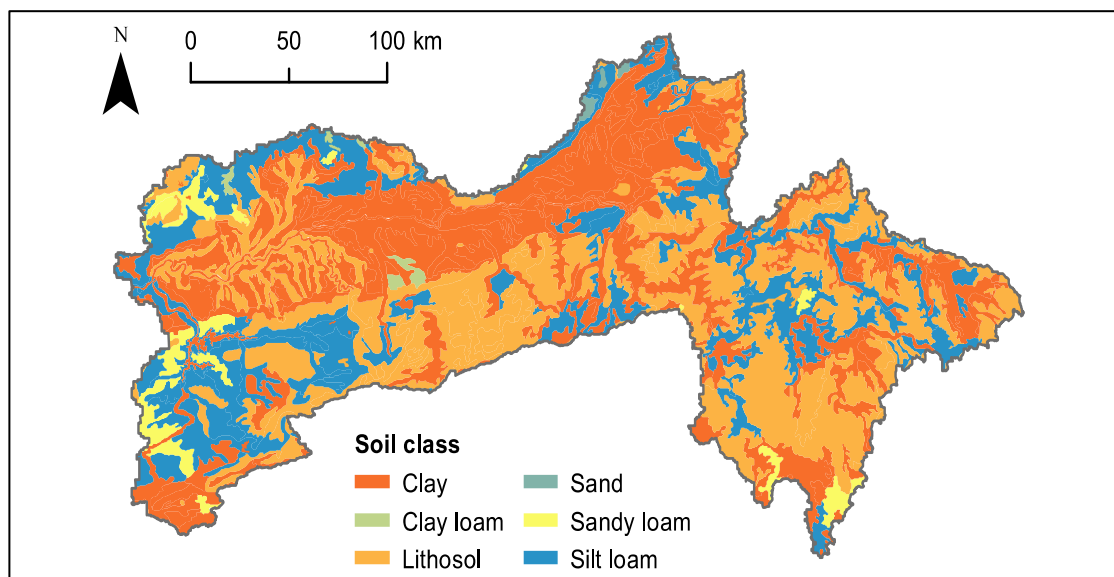 N
0 50 100 km
Soil class
Clay
Sand
Clay loam
Sandy loam
Lithosol
Silt loam